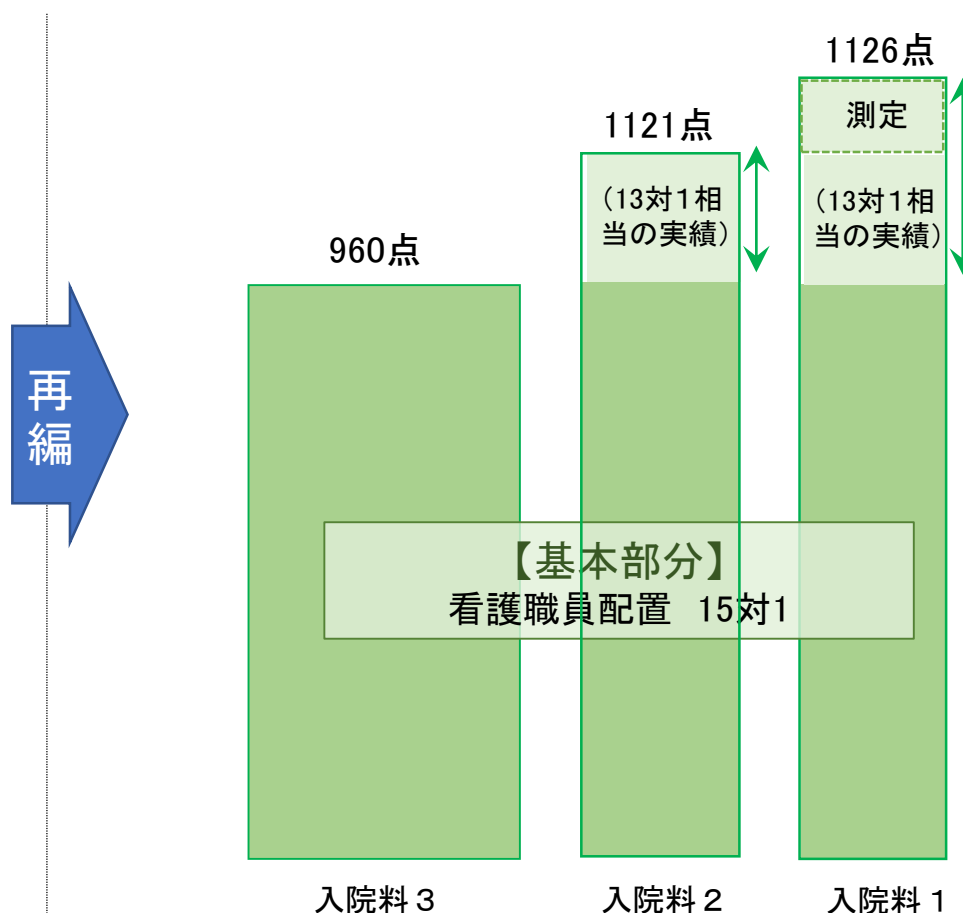 1126点
測定
1121点
(13対1相
当の実績)
(13対1相
当の実績)
960点
再
編
【基本部分】
看護職員配置 15対1
入院料3
入院料2
入院料1